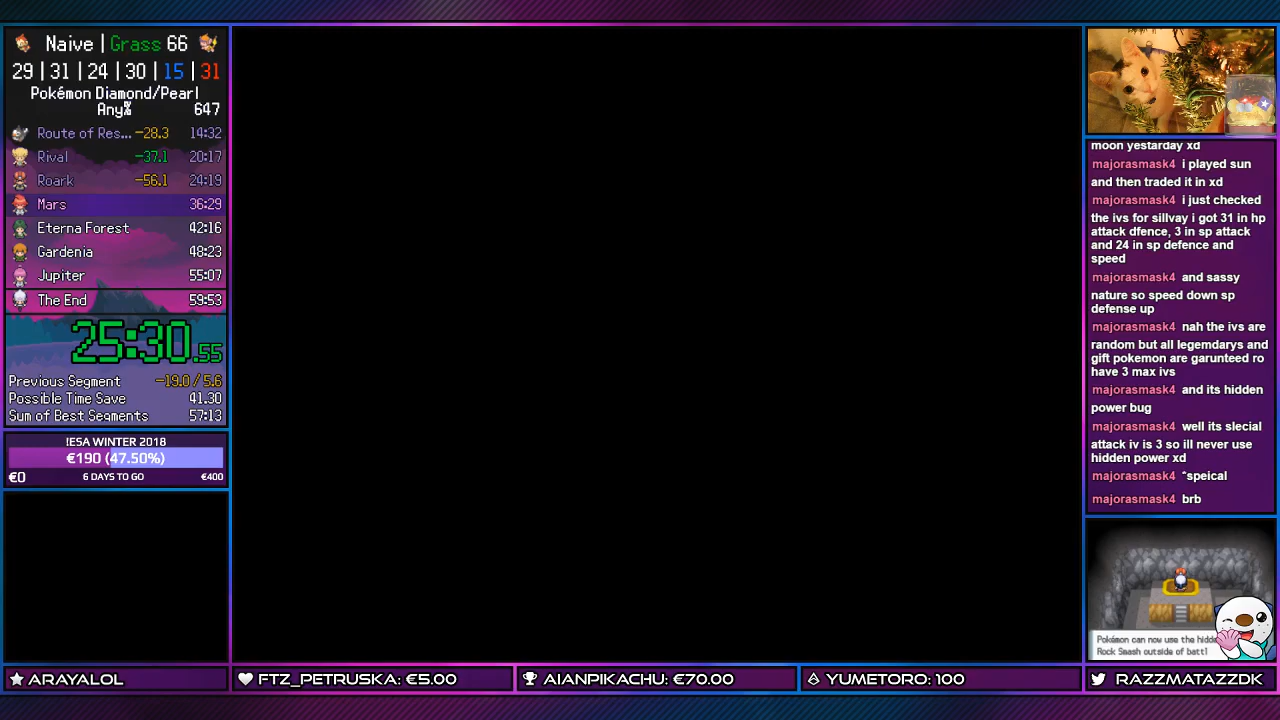 Naive | Grass 66
29 | 31 | 24 | 30 | 15 | 31
Pokémon Diamond/Pearl
Any% 647
Route of Res... -28.3 14:32
Rival -37.1 20:17
Roark -56.1 24:19
Mars 36:29
Eterna Forest 42:16
Gardenia 48:23
Jupiter 55:07
The End 59:53
25:30.55
Previous Segment -19.0 / 5.6
Possible Time Save 41.30
Sum of Best Segments 57:13
!ESA WINTER 2018
€190 (47.50%)
€0 6 DAYS TO GO €400
moon yestarday xd
majorasmask4 i played sun
and then traded it in xd
majorasmask4 i just checked
the ivs for sillvay i got 31 in hp
attack dfence, 3 in sp attack
and 24 in sp defence and
speed
majorasmask4 and sassy
nature so speed down sp
defense up
majorasmask4 nah the ivs are
random but all legemdarys and
gift pokemon are garunteed ro
have 3 max ivs
majorasmask4 and its hidden
power bug
majorasmask4 well its slecial
attack iv is 3 so ill never use
hidden power xd
majorasmask4 *speical
majorasmask4 brb
Pokémon can now use the hidde
Rock Smash outside of battl
ARAYALOL
FTZ_PETRUSKA: €5.00
AIANPIKACHU: €70.00
YUMETORO: 100
RAZZMATAZZDK